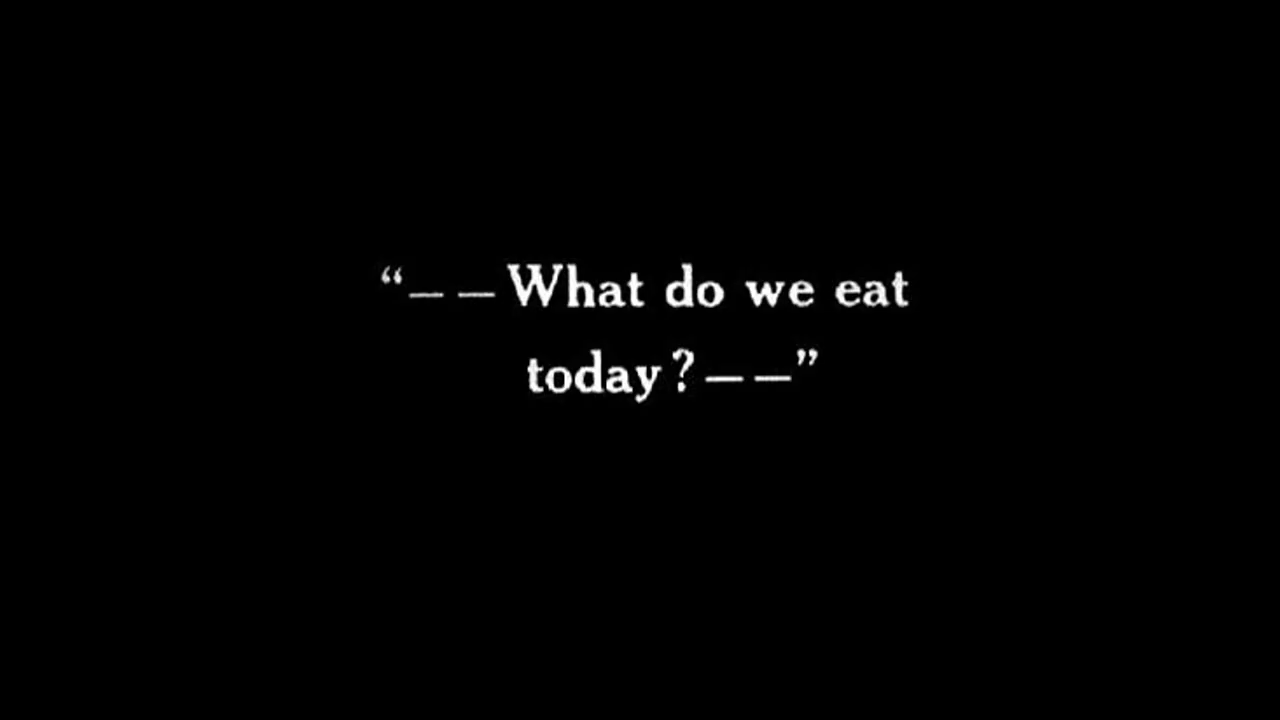 “— — What do we eat
today? — —”